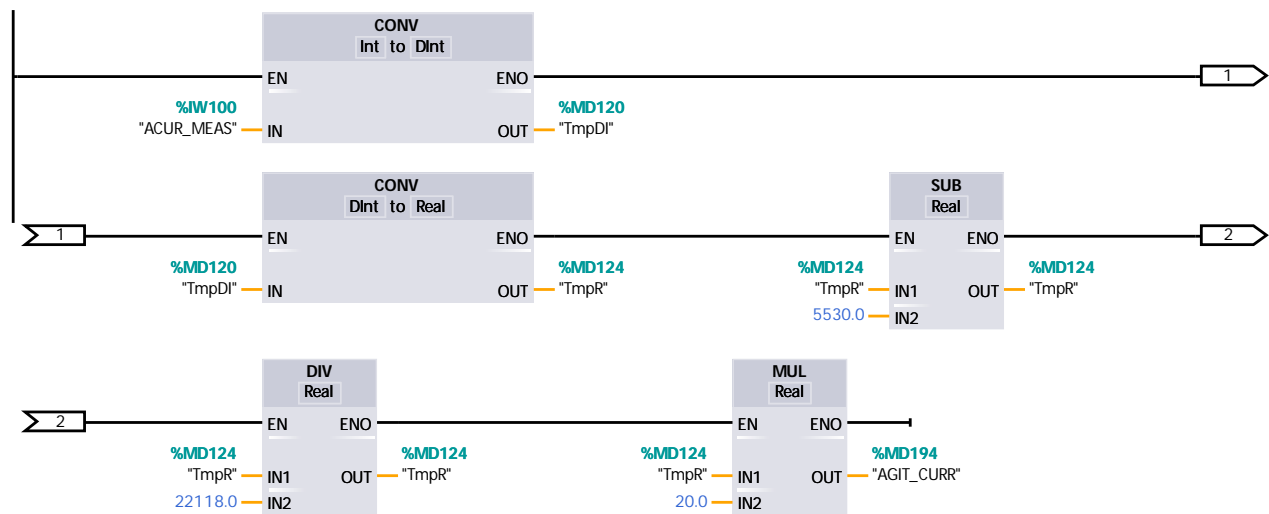 CONV
Int to DInt
EN ENO
1
%IW100 %MD120
"ACUR_MEAS" IN OUT "TmpDI"
CONV SUB
DInt to Real Real
1 EN ENO EN ENO 2
%MD120 %MD124 %MD124 %MD124
"TmpDI" IN OUT "TmpR" "TmpR" IN1 OUT "TmpR"
5530.0 IN2
DIV MUL
Real Real
2 EN ENO EN ENO
%MD124 %MD124 %MD124 %MD194
"TmpR" IN1 OUT "TmpR" "TmpR" IN1 OUT "AGIT_CURR"
22118.0 IN2 20.0 IN2